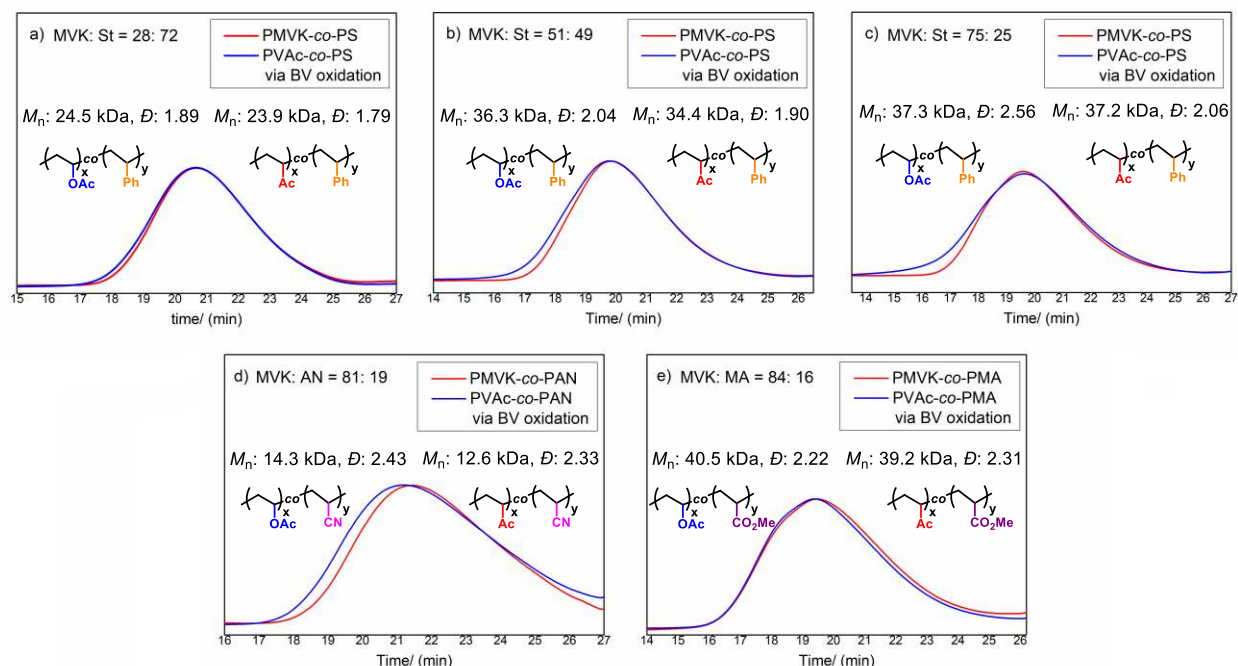 a) MVK: St = 28: 72
PMVK-co-PS
PVAc-co-PS
via BV oxidation
Mn: 24.5 kDa, Đ: 1.89 Mn: 23.9 kDa, Đ: 1.79
co
x
y
OAc
Ph
co
x
y
Ac
Ph
15 16 17 18 19 20 21 22 23 24 25 26 27
time/ (min)
b) MVK: St = 51: 49
PMVK-co-PS
PVAc-co-PS
via BV oxidation
Mn: 36.3 kDa, Đ: 2.04 Mn: 34.4 kDa, Đ: 1.90
co
x
y
OAc
Ph
co
x
y
Ac
Ph
14 15 16 17 18 19 20 21 22 23 24 25 26
Time/ (min)
c) MVK: St = 75: 25
PMVK-co-PS
PVAc-co-PS
via BV oxidation
Mn: 37.3 kDa, Đ: 2.56 Mn: 37.2 kDa, Đ: 2.06
co
x
y
OAc
Ph
co
x
y
Ac
Ph
14 15 16 17 18 19 20 21 22 23 24 25 26 27
Time/ (min)
d) MVK: AN = 81: 19
PMVK-co-PAN
PVAc-co-PAN
via BV oxidation
Mn: 14.3 kDa, Đ: 2.43 Mn: 12.6 kDa, Đ: 2.33
co
x
y
OAc
CN
co
x
y
Ac
CN
16 17 18 19 20 21 22 23 24 25 26 27
Time/ (min)
e) MVK: MA = 84: 16
PMVK-co-PMA
PVAc-co-PMA
via BV oxidation
Mn: 40.5 kDa, Đ: 2.22 Mn: 39.2 kDa, Đ: 2.31
co
x
y
OAc
CO2Me
co
x
y
Ac
CO2Me
14 15 16 17 18 19 20 21 22 23 24 25 26
Time/ (min)